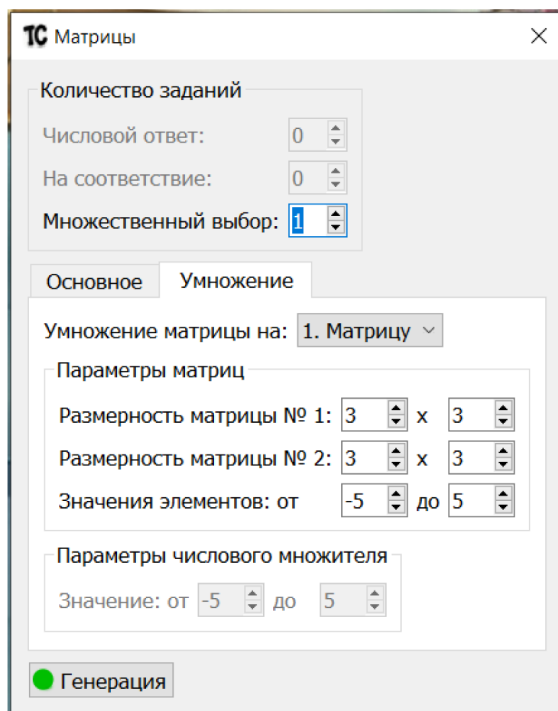 TC Матрицы
Количество заданий
Числовой ответ: 0
На соответствие: 0
Множественный выбор: 1
Основное Умножение
Умножение матрицы на: 1. Матрицу
Параметры матриц
Размерность матрицы № 1: 3 x 3
Размерность матрицы № 2: 3 x 3
Значения элементов: от -5 до 5
Параметры числового множителя
Значение: от -5 до 5
Генерация